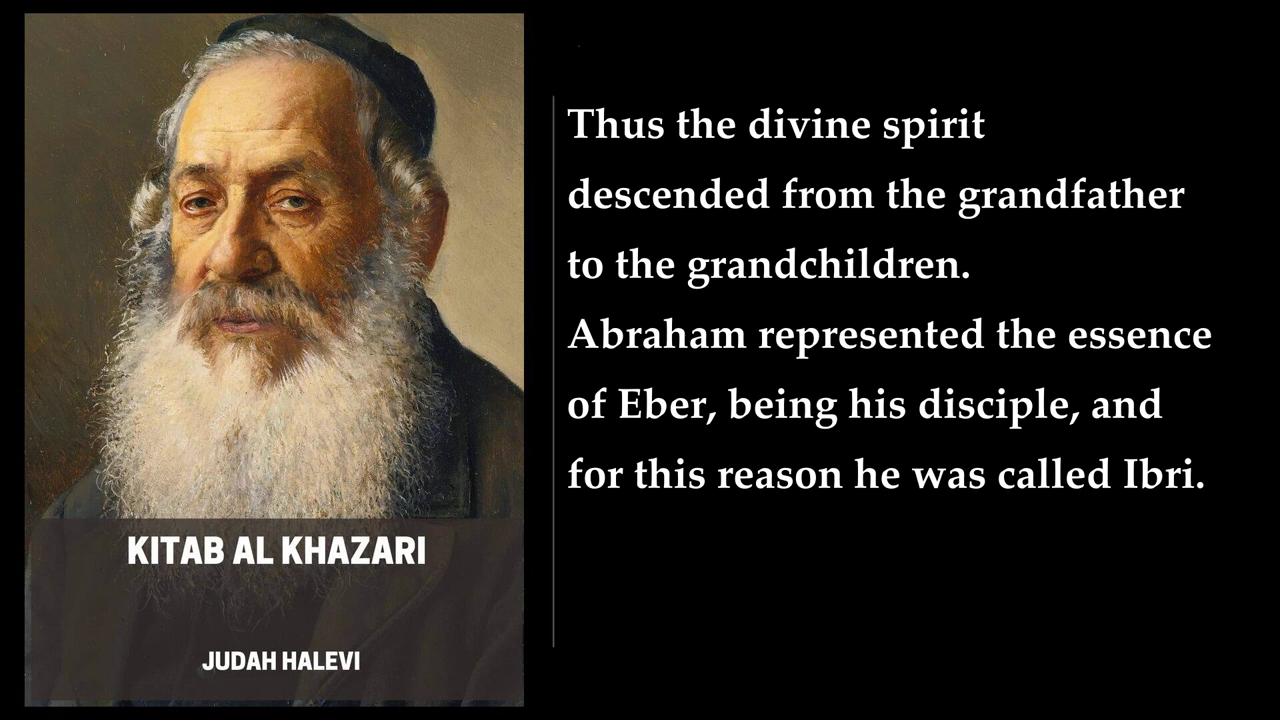 KITAB AL KHAZARI
JUDAH HALEVI
Thus the divine spirit
descended from the grandfather
to the grandchildren.
Abraham represented the essence
of Eber, being his disciple, and
for this reason he was called Ibri.